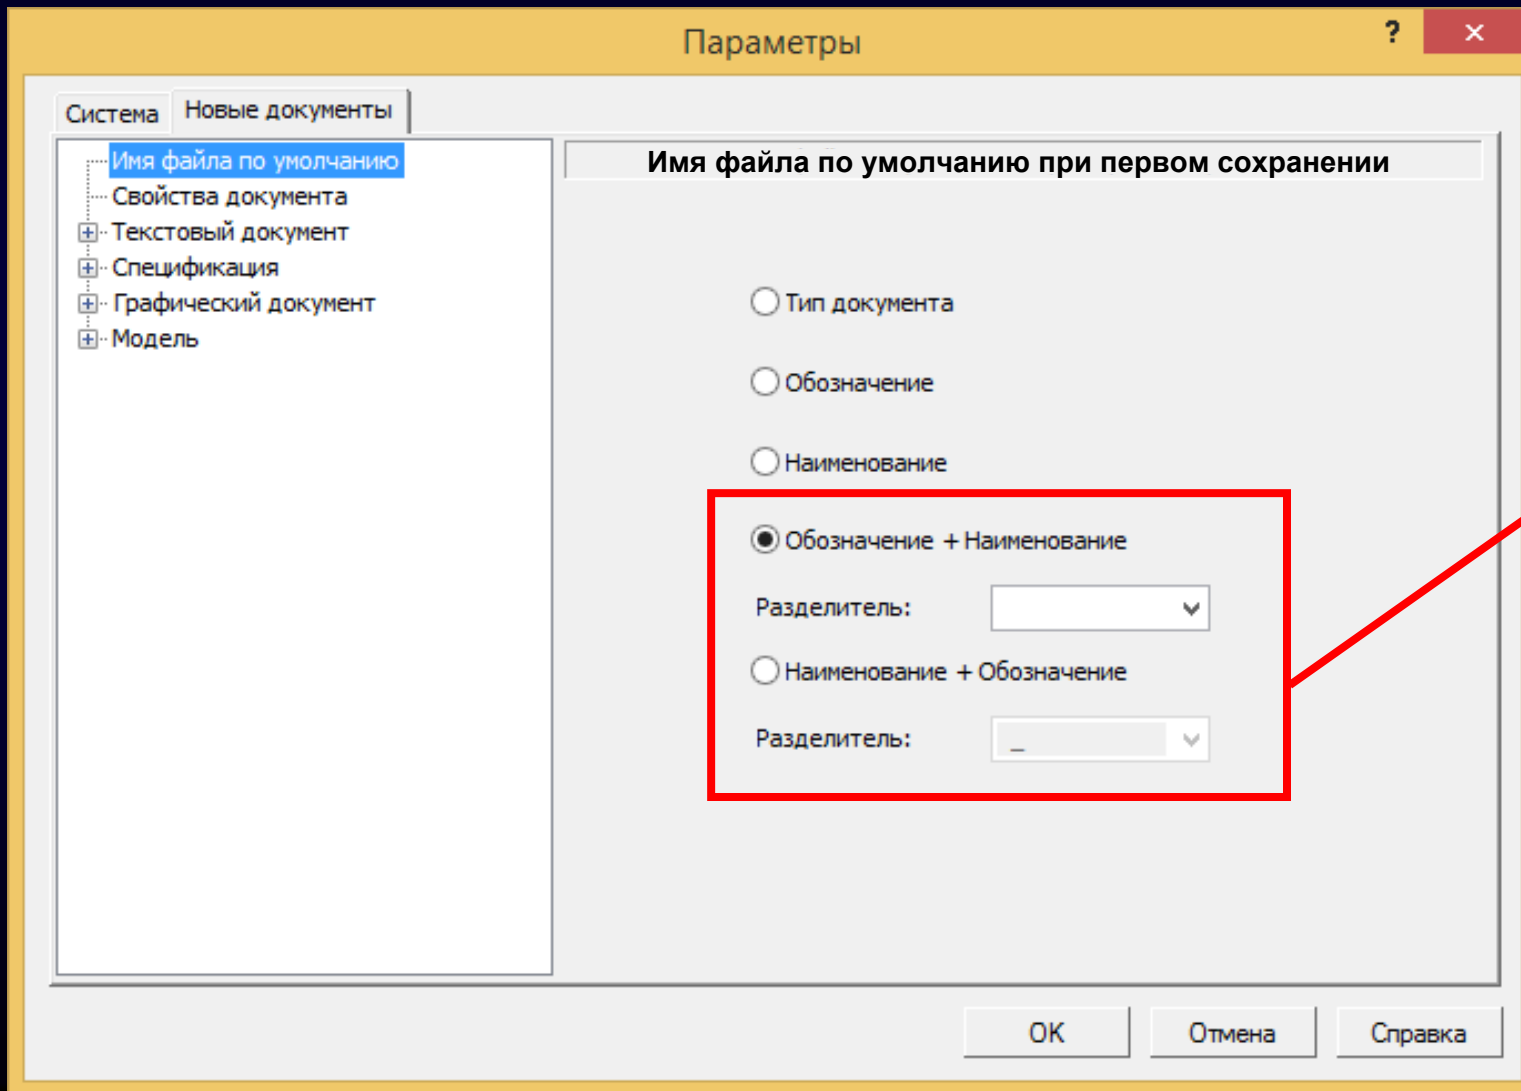 Параметры
?
×
Система
Новые документы
Имя файла по умолчанию
Свойства документа
Текстовый документ
Спецификация
Графический документ
Модель
Имя файла по умолчанию при первом сохранении
Тип документа
Обозначение
Наименование
Обозначение + Наименование
Разделитель:
Наименование + Обозначение
Разделитель:
_
OK
Отмена
Справка